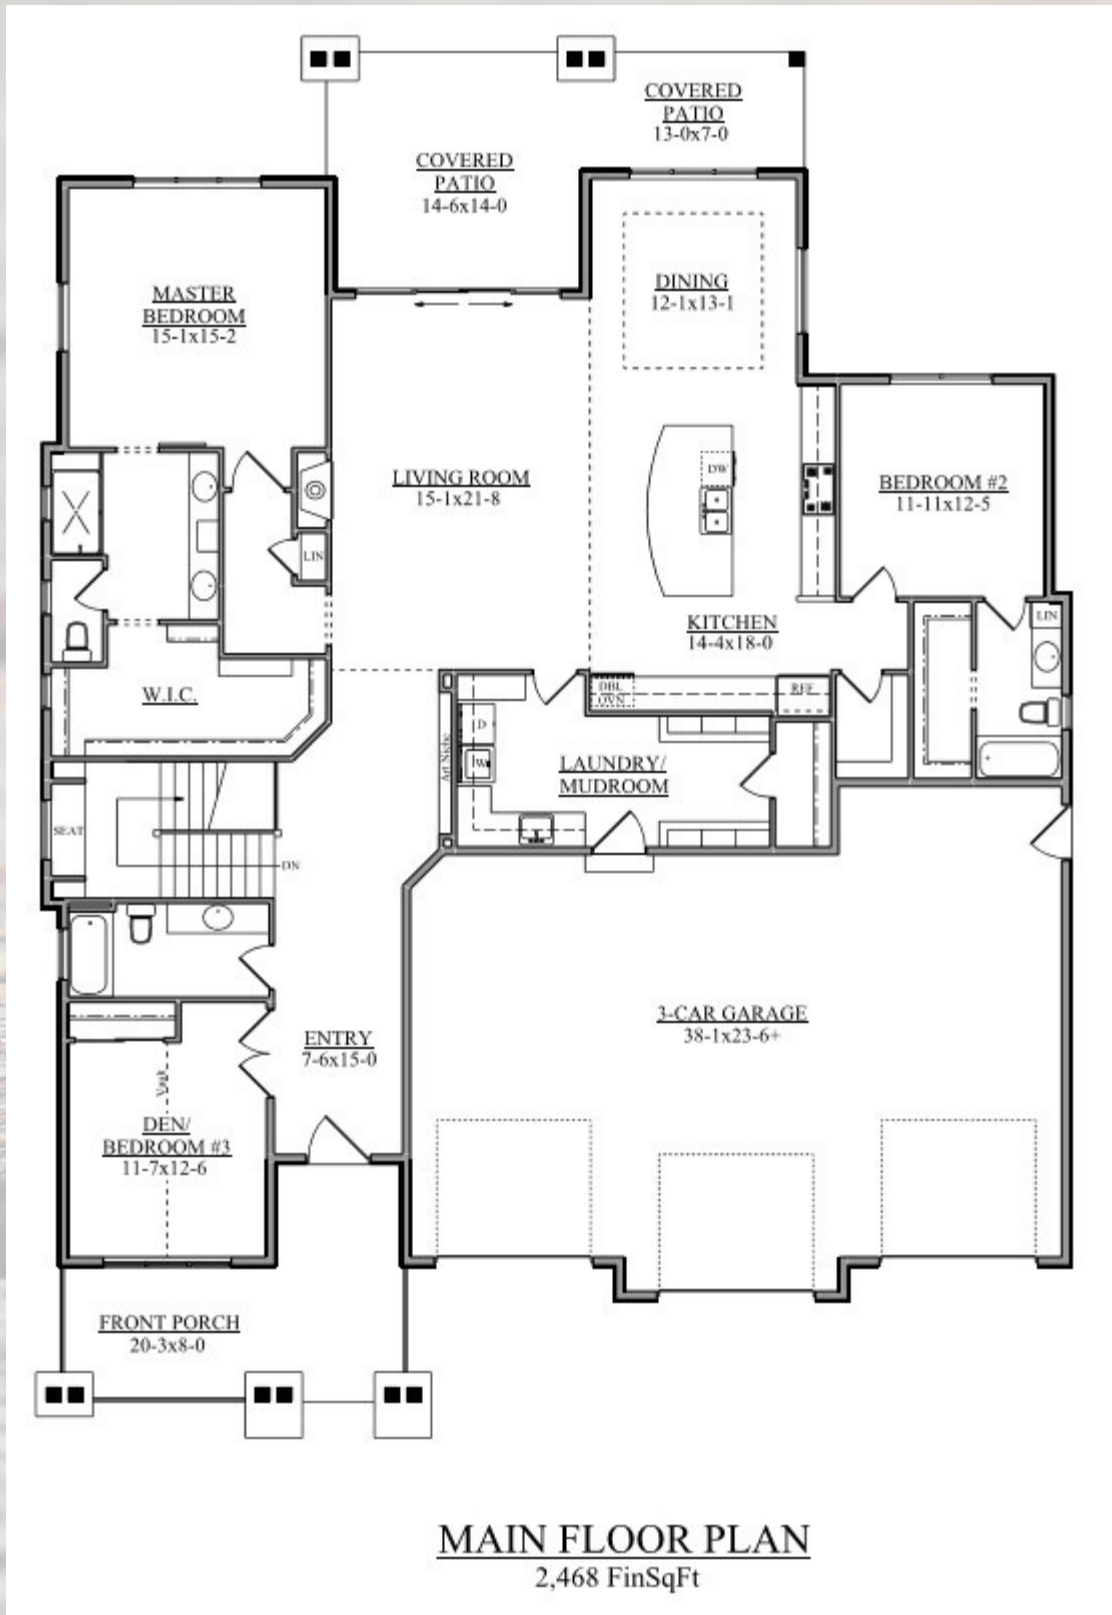 COVERED
PATIO
13-0x7-0
COVERED
PATIO
14-6x14-0
DINING
12-1x13-1
MASTER
BEDROOM
15-1x15-2
LIVING ROOM
15-1x21-8
DW
BEDROOM #2
11-11x12-5
LIN
KITCHEN
14-4x18-0
LIN
W.I.C.
DBL
OVN
REF
D
W
Art Niche
LAUNDRY/
MUDROOM
SEAT
DN
3-CAR GARAGE
38-1x23-6+
ENTRY
7-6x15-0
Vault
DEN/
BEDROOM #3
11-7x12-6
FRONT PORCH
20-3x8-0
MAIN FLOOR PLAN
2,468 FinSqFt